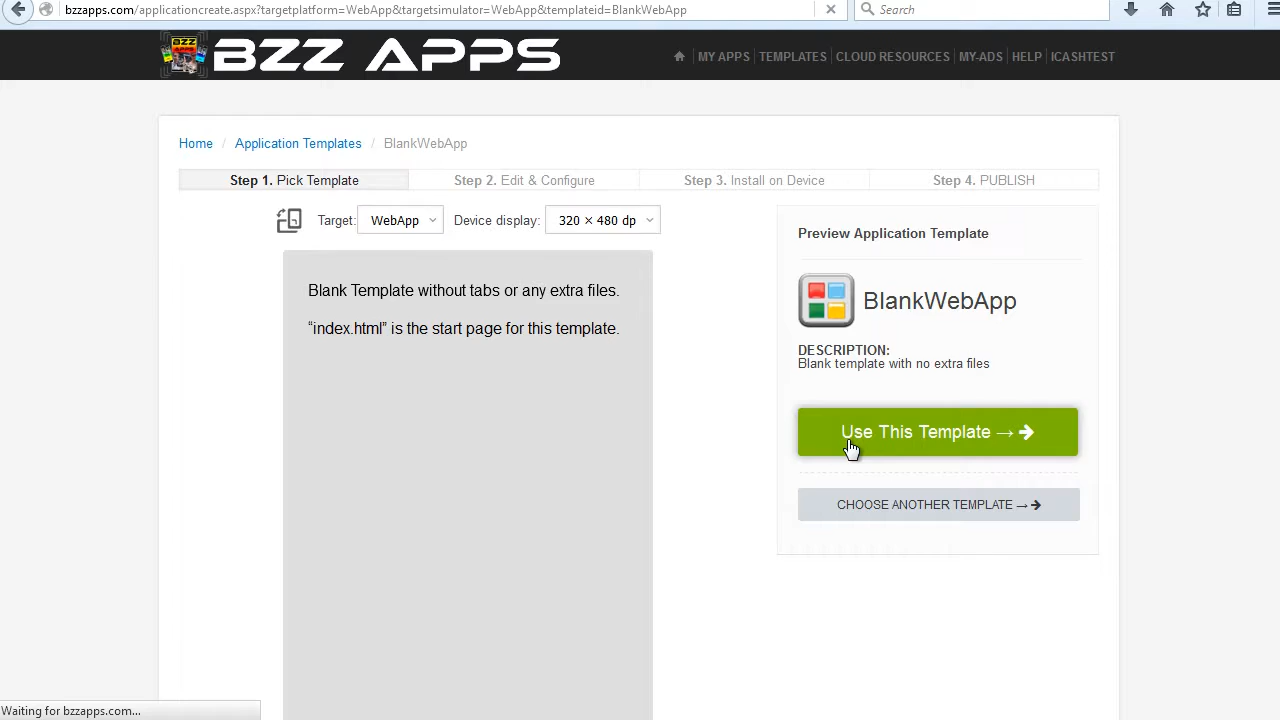 bzzapps.com/applicationcreate.aspx?targetplatform=WebApp&targetsimulator=WebApp&templateid=BlankWebApp
Search
BZZ APPS
BZZ APPS
MY APPS TEMPLATES CLOUD RESOURCES MY-ADS HELP ICASHTEST
Home / Application Templates / BlankWebApp
Step 1. Pick Template
Step 2. Edit & Configure
Step 3. Install on Device
Step 4. PUBLISH
Target: WebApp Device display: 320 × 480 dp
Blank Template without tabs or any extra files.
“index.html” is the start page for this template.
Preview Application Template
BlankWebApp
DESCRIPTION:
Blank template with no extra files
Use This Template →
CHOOSE ANOTHER TEMPLATE →
Waiting for bzzapps.com...